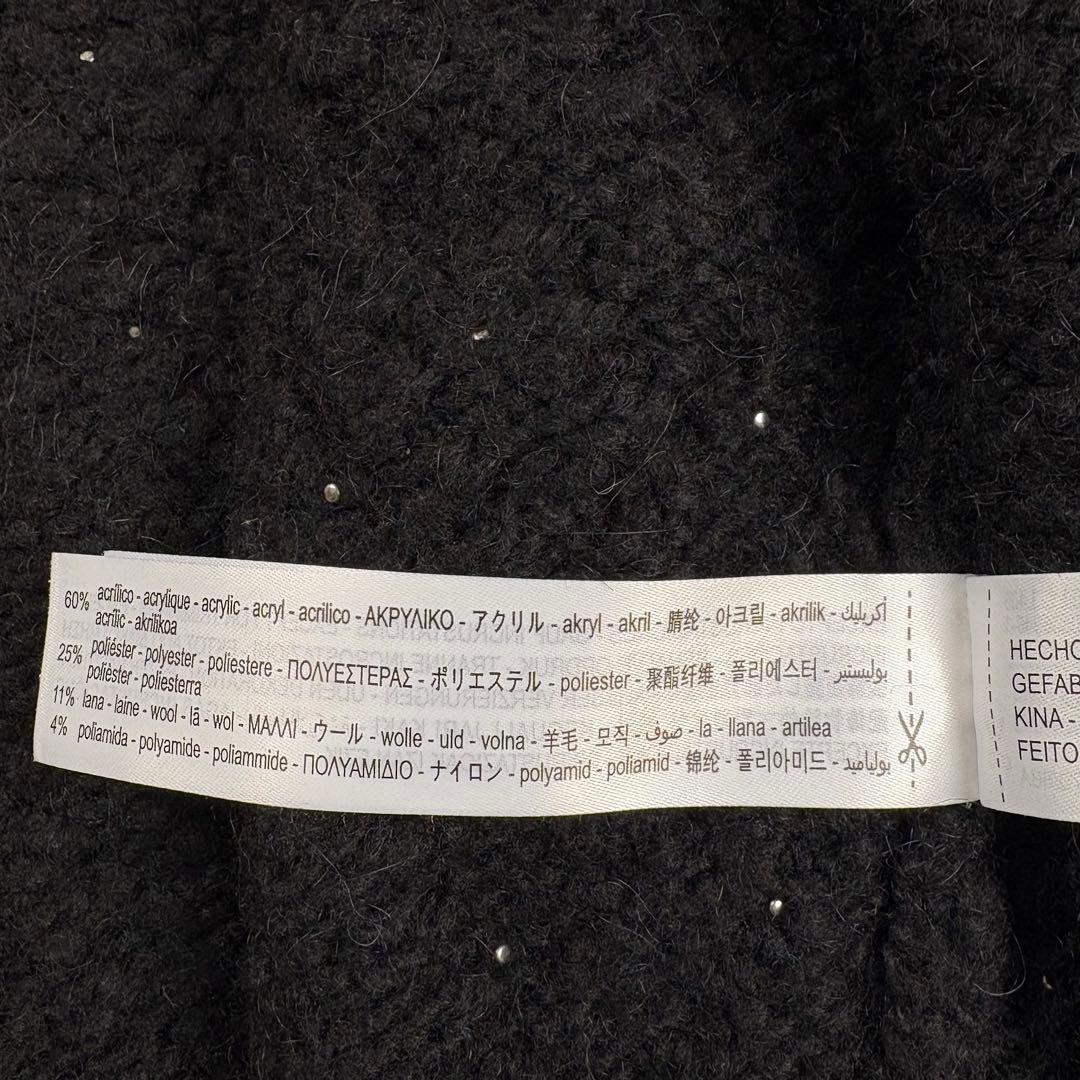 60% acrílico - acrylique - acrylic - acryl - acrilico - ΑΚΡΥΛΙΚΟ - アクリル - akryl - akril - 腈纶 - 아크릴 - akrilik - أكريليك
acrílic - akrilikoa
25% poliéster - polyester - poliestere - ΠΟΛΥΕΣΤΕΡΑΣ - ポリエステル - poliester - 聚酯纤维 - 폴리에스터 - بوليستير
polièster - poliesterra
11% lana - laine - wool - lã - wol - ΜΑΛΛΙ - ウール - wolle - uld - volna - 羊毛 - 모직 - صوف - la - llana - artilea
4% poliamida - polyamide - poliammide - ΠΟΛΥΑΜΙΔΙΟ - ナイロン - polyamid - poliamid - 锦纶 - 폴리아미드 - بولياميد
HECHO
GEFAB
KINA -
FEITO